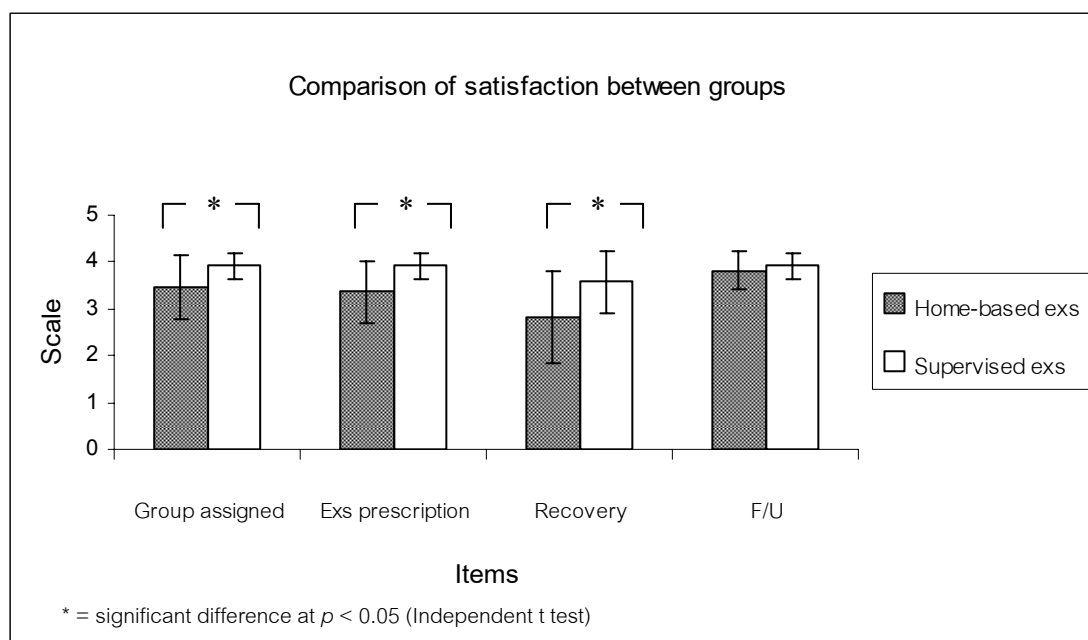 Comparison of satisfaction between groups
* * *
5
4
3
2
1
0
Scale
Group assigned Exs prescription Recovery F/U
Items
Home-based exs
Supervised exs
* = significant difference at p < 0.05 (Independent t test)